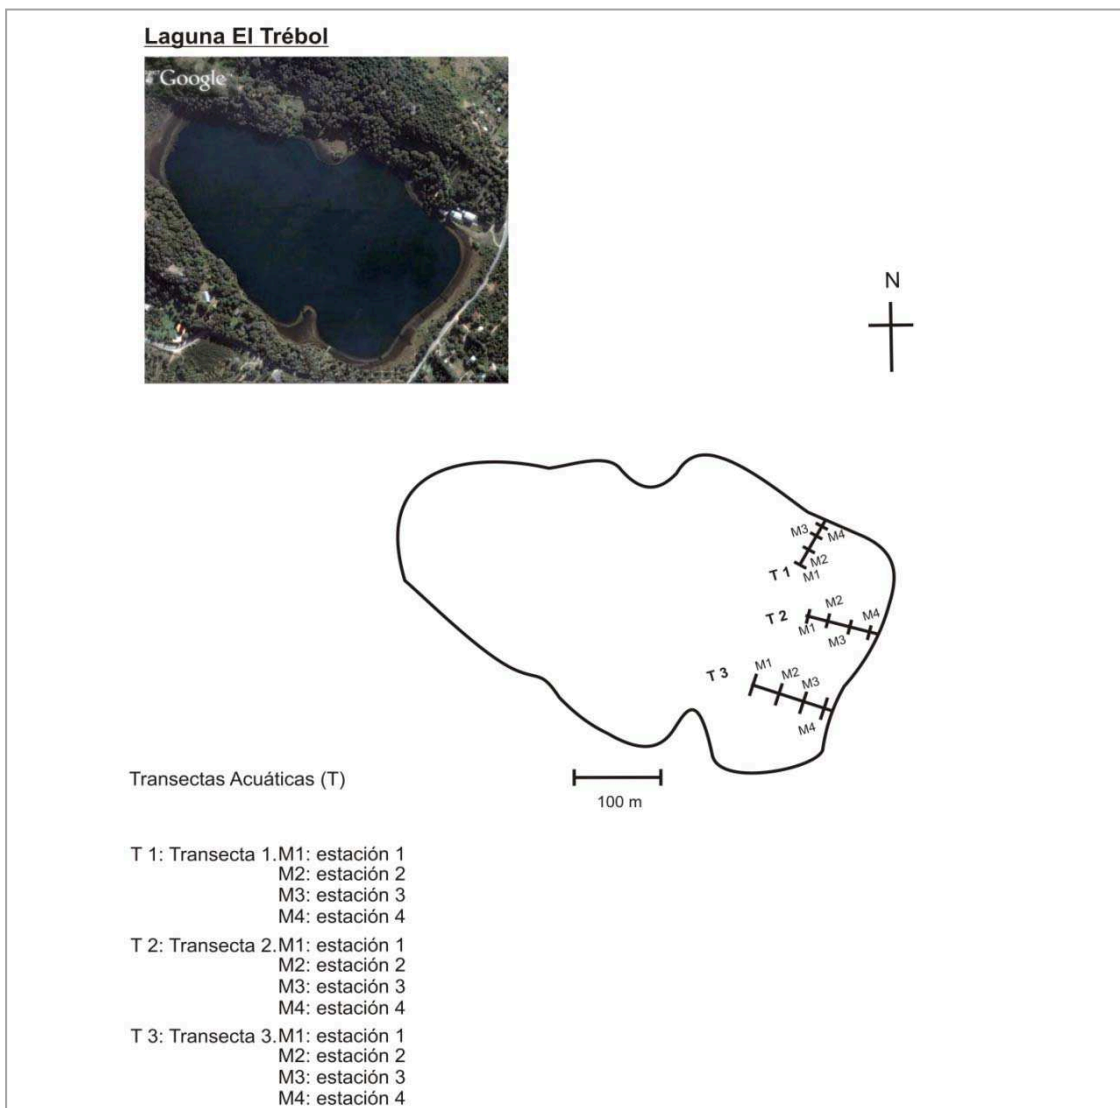 Laguna El Trébol
Google
N
M3
M4
M2
T 1
M1
M2
T 2
M4
M1
M3
M1
M2
T 3
M3
M4
Transectas Acuáticas (T)
100 m
T 1: Transecta 1.M1: estación 1
M2: estación 2
M3: estación 3
M4: estación 4
T 2: Transecta 2.M1: estación 1
M2: estación 2
M3: estación 3
M4: estación 4
T 3: Transecta 3.M1: estación 1
M2: estación 2
M3: estación 3
M4: estación 4